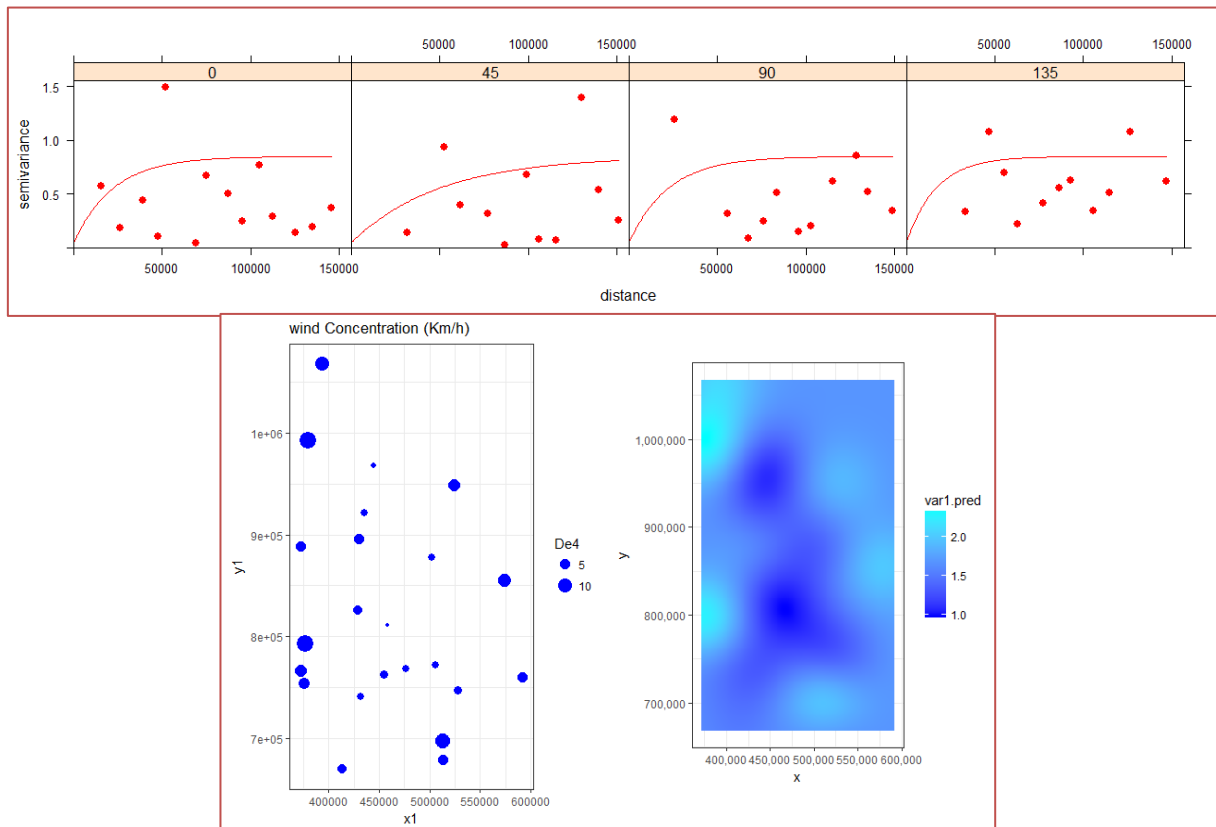 50000 100000 150000 50000 100000 150000
0 45 90 135
1.5
1.0
0.5
semivariance
50000 100000 150000 50000 100000 150000
distance
wind Concentration (Km/h)
1e+06
9e+05
8e+05
7e+05
y1
400000 450000 500000 550000 600000
x1
De4
5
10
1,000,000
900,000
800,000
700,000
y
400,000 450,000 500,000 550,000 600,000
x
var1.pred
2.0
1.5
1.0